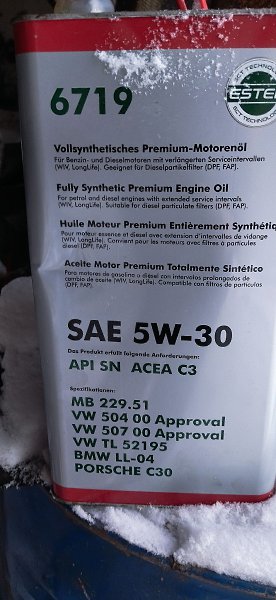 6719
ESTER
Vollsynthetisches Premium-Motorenöl
Für Benzin- und Dieselmotoren mit verlängerten Serviceintervallen
(WIV, LongLife). Geeignet für Dieselpartikelfilter (DPF, FAP).
Fully Synthetic Premium Engine Oil
For petrol and diesel engines with extended service intervals
(WIV, LongLife). Suitable for diesel particulate filters (DPF, FAP).
Huile Moteur Premium Entièrement Synthétiq
Pour moteur essence et diesel avec extension d'intervalles de vidange
(WIV, LongLife). Convient pour les moteurs avec filtres à particules
diesel (DPF, FAP).
Aceite Motor Premium Totalmente Sintético
Para motores de gasolina o diesel con intervalos prolongados de
cambio de aceite (WIV, LongLife). Compatible con filtros de partículas
(DPF, FAP).
SAE 5W-30
Das Produkt erfüllt folgende Anforderungen:
API SN ACEA C3
Spezifikationen:
MB 229.51
VW 504 00 Approval
VW 507 00 Approval
VW TL 52195
BMW LL-04
PORSCHE C30